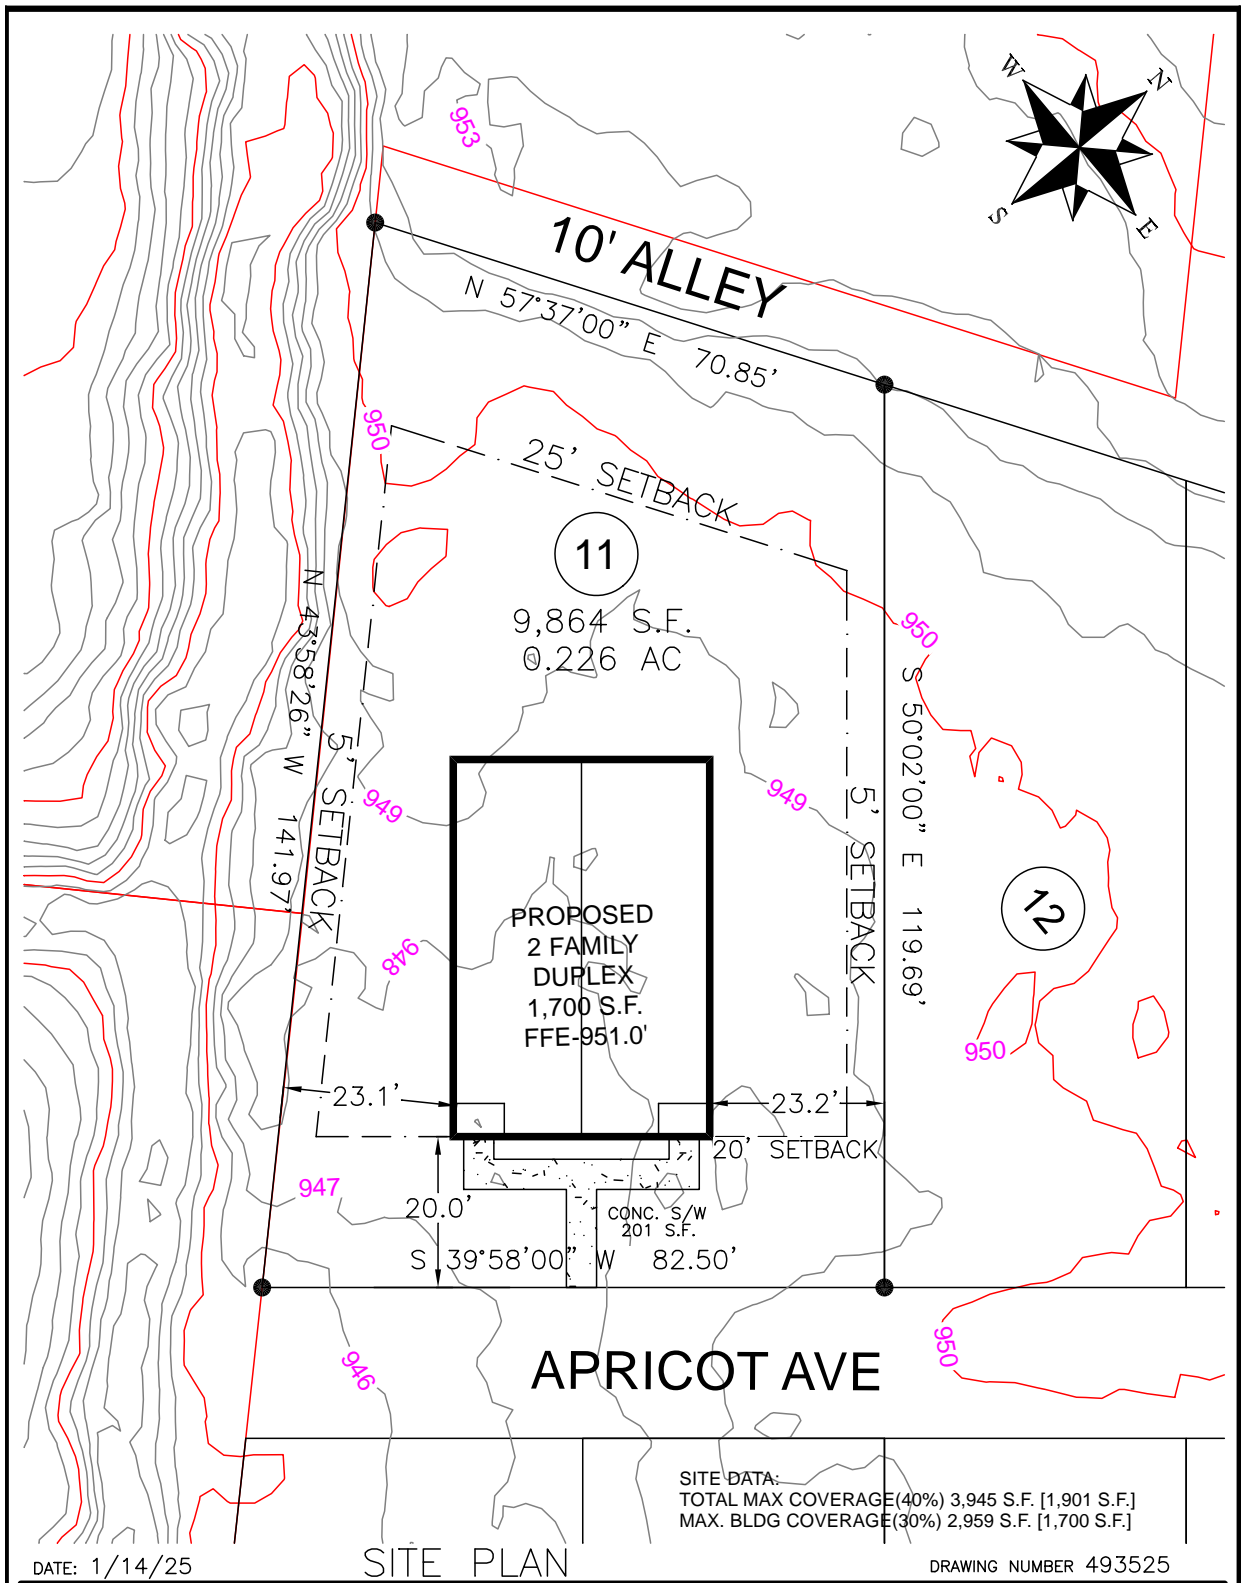 W
N
S
E
953
10' ALLEY
N 57°37'00" E 70.85'
950
25' SETBACK
11
9,864 S.F.
0.226 AC
950
N 43°58'26" W 141.97'
5' SETBACK
S 50°02'00" E 119.69'
5' SETBACK
949
949
12
948
PROPOSED
2 FAMILY
DUPLEX
1,700 S.F.
FFE-951.0'
950
23.1'
23.2'
20' SETBACK
947
20.0'
CONC. S/W
201 S.F.
S 39°58'00" W 82.50'
950
946
APRICOT AVE
SITE DATA:
TOTAL MAX COVERAGE(40%) 3,945 S.F. [1,901 S.F.]
MAX. BLDG COVERAGE(30%) 2,959 S.F. [1,700 S.F.]
DATE: 1/14/25
SITE PLAN
DRAWING NUMBER 493525